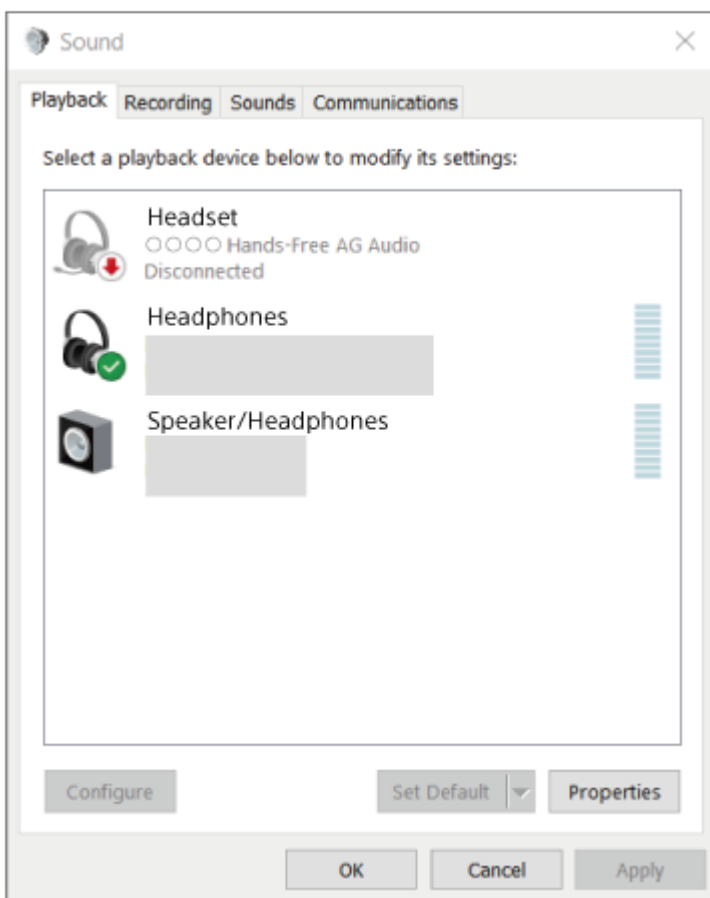 Sound
Playback Recording Sounds Communications
Select a playback device below to modify its settings:
Headset
○○○○ Hands-Free AG Audio
Disconnected
Headphones
Speaker/Headphones
Configure Set Default Properties
OK Cancel Apply